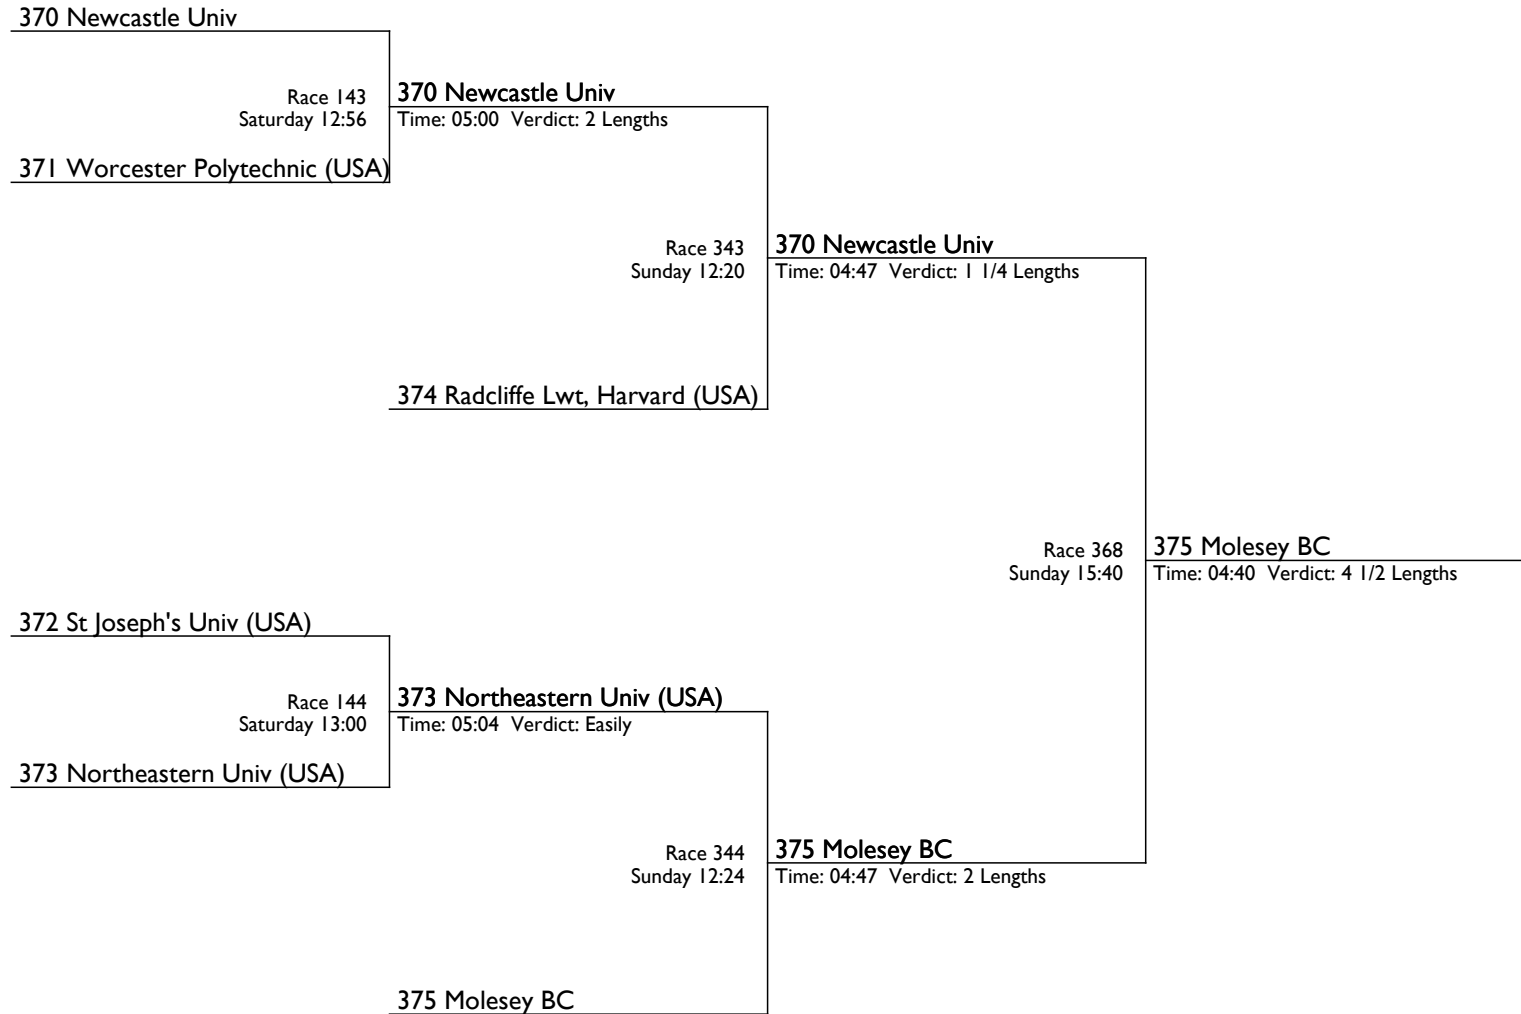 370 Newcastle Univ
Race 143
Saturday 12:56
370 Newcastle Univ
Time: 05:00 Verdict: 2 Lengths
371 Worcester Polytechnic (USA)
Race 343
Sunday 12:20
370 Newcastle Univ
Time: 04:47 Verdict: 1 1/4 Lengths
374 Radcliffe Lwt, Harvard (USA)
Race 368
Sunday 15:40
375 Molesey BC
Time: 04:40 Verdict: 4 1/2 Lengths
372 St Joseph's Univ (USA)
Race 144
Saturday 13:00
373 Northeastern Univ (USA)
Time: 05:04 Verdict: Easily
373 Northeastern Univ (USA)
Race 344
Sunday 12:24
375 Molesey BC
Time: 04:47 Verdict: 2 Lengths
375 Molesey BC